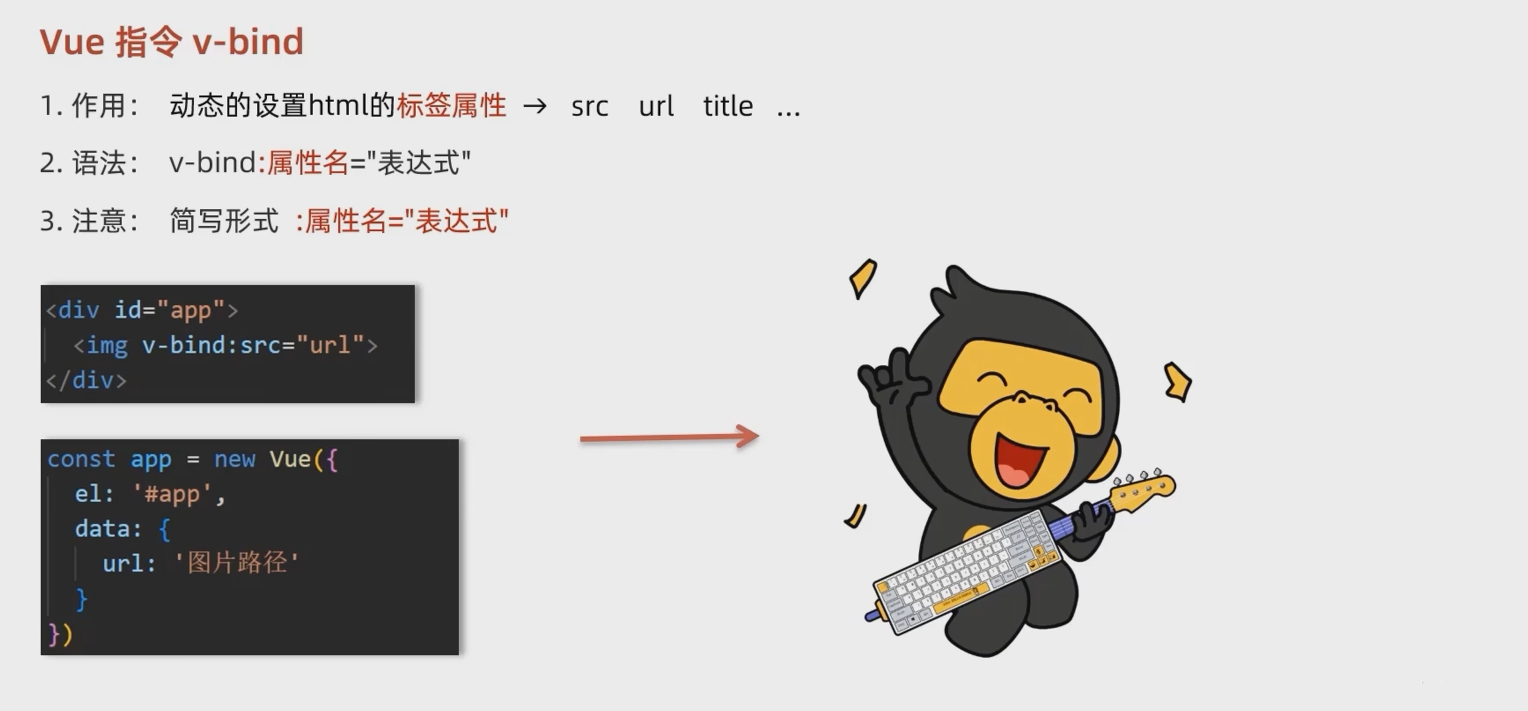 Vue 指令 v-bind
1. 作用： 动态的设置html的标签属性 → src url title ...
2. 语法： v-bind:属性名="表达式"
3. 注意： 简写形式 :属性名="表达式"
<div id="app">
  <img v-bind:src="url">
</div>
const app = new Vue({
  el: '#app',
  data: {
    url: '图片路径'
  }
})